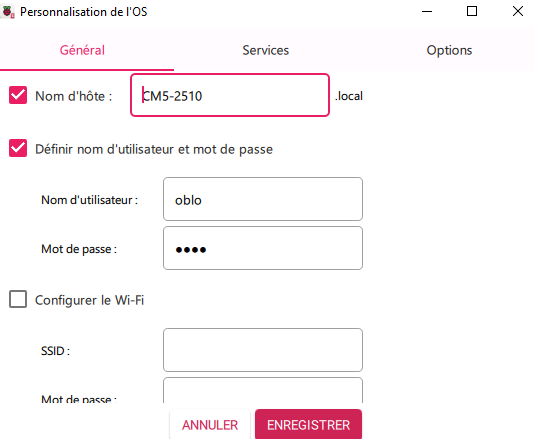 Personnalisation de l'OS
Général Services Options
Nom d'hôte : CM5-2510 .local
Définir nom d'utilisateur et mot de passe
Nom d'utilisateur : oblo
Mot de passe : ●●●●
Configurer le Wi-Fi
SSID :
Mot de passe :
ANNULER ENREGISTRER